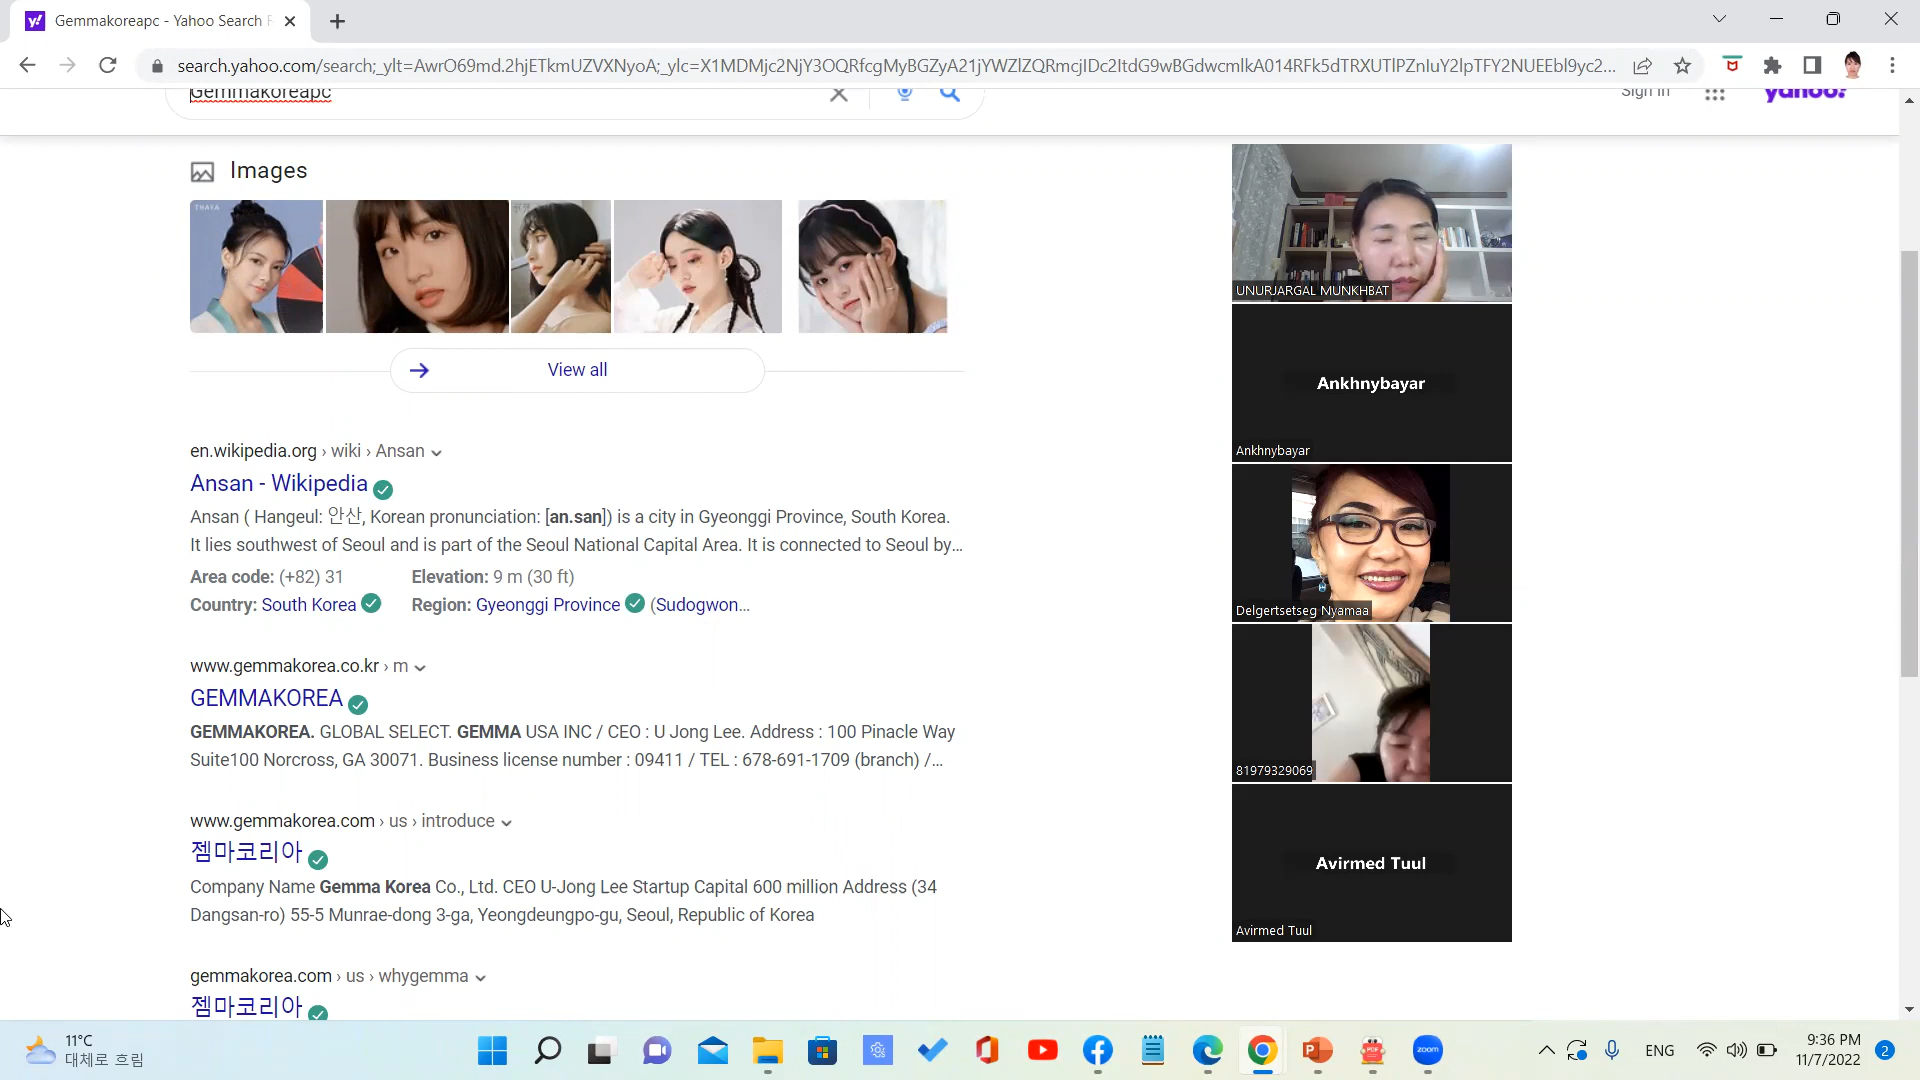 Gemmakoreapc - Yahoo Search R
search.yahoo.com/search;_ylt=AwrO69md.2hjETkmUZVXNyoA;_ylc=X1MDMjc2NjY3OQRfcgMyBGZyA21jYWZlZQRmcjIDc2ItdG9wBGdwcmlkA014RFk5dTRXUTlPZnIuY2lpTFY2NUEEbl9yc2...
Gemmakoreapc
Sign in
yahoo!
Images
THAYA
View all
en.wikipedia.org › wiki › Ansan
Ansan - Wikipedia
Ansan ( Hangeul: 안산, Korean pronunciation: [an.san]) is a city in Gyeonggi Province, South Korea.
It lies southwest of Seoul and is part of the Seoul National Capital Area. It is connected to Seoul by...
Area code: (+82) 31 Elevation: 9 m (30 ft)
Country: South Korea Region: Gyeonggi Province (Sudogwon...
www.gemmakorea.co.kr › m
GEMMAKOREA
GEMMAKOREA. GLOBAL SELECT. GEMMA USA INC / CEO : U Jong Lee. Address : 100 Pinacle Way
Suite100 Norcross, GA 30071. Business license number : 09411 / TEL : 678-691-1709 (branch) /...
www.gemmakorea.com › us › introduce
젬마코리아
Company Name Gemma Korea Co., Ltd. CEO U-Jong Lee Startup Capital 600 million Address (34
Dangsan-ro) 55-5 Munrae-dong 3-ga, Yeongdeungpo-gu, Seoul, Republic of Korea
gemmakorea.com › us › whygemma
젬마코리아
UNURJARGAL MUNKHBAT
Ankhnybayar
Ankhnybayar
Delgertsetseg Nyamaa
81979329069
Avirmed Tuul
Avirmed Tuul
11°C
대체로 흐림
zoom
ENG
9:36 PM
11/7/2022
2